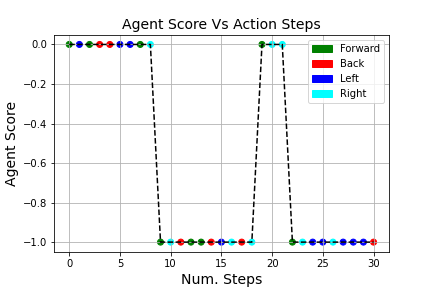 Agent Score Vs Action Steps
0.0
−0.2
−0.4
−0.6
−0.8
−1.0
Agent Score
Forward
Back
Left
Right
0 5 10 15 20 25 30
Num. Steps